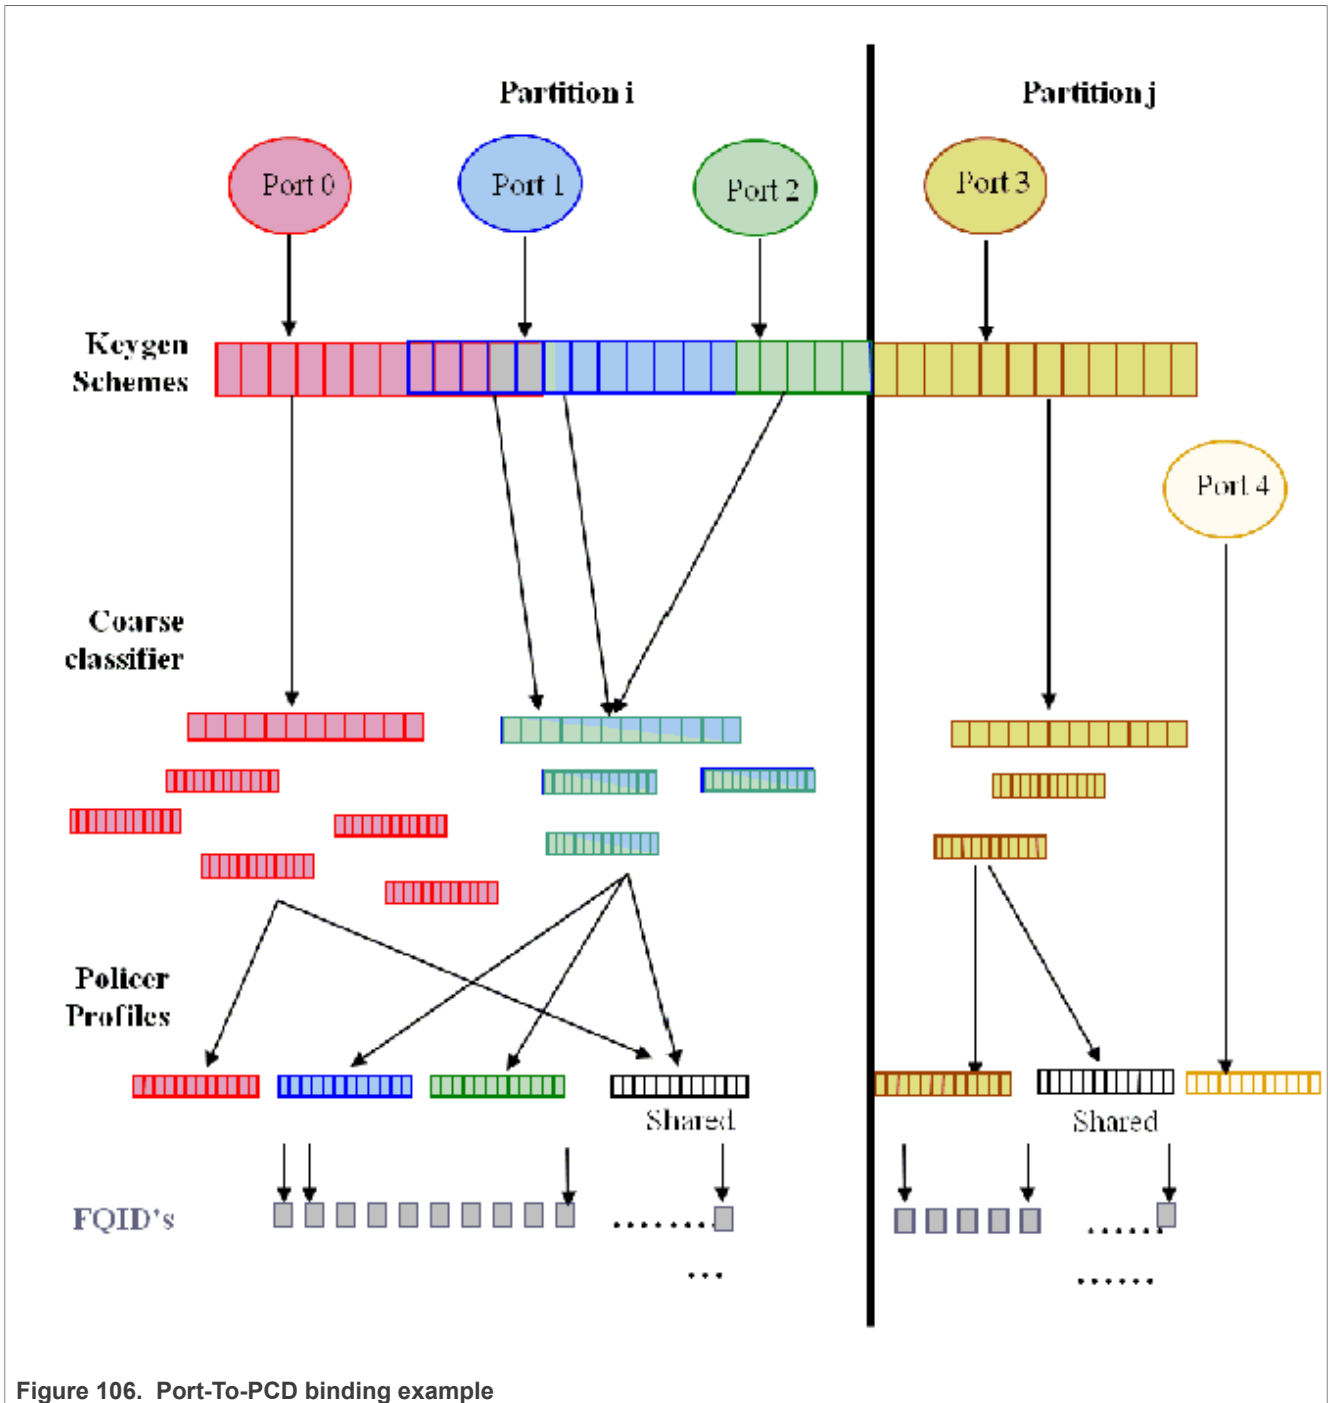 Partition i
Partition j
Port 0
Port 1
Port 2
Port 3
Keygen
Schemes
Port 4
Coarse
classifier
Policer
Profiles
Shared
Shared
FQID's
Figure 106. Port-To-PCD binding example